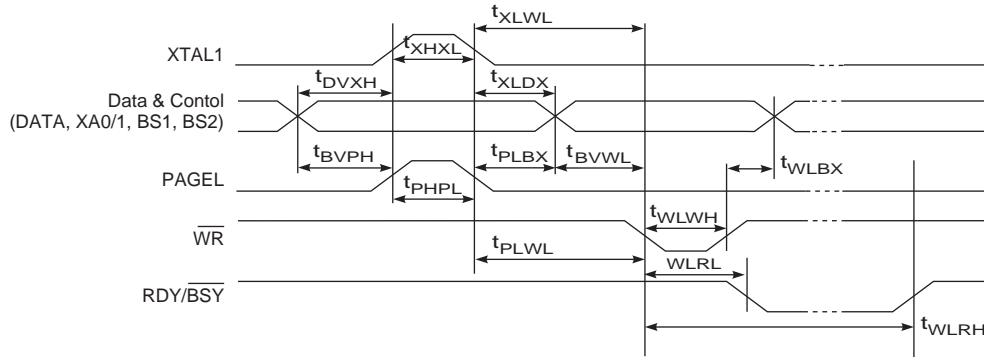 tXLWL
XTAL1
tXHXL
tDVXH
tXLDX
Data & Contol
(DATA, XA0/1, BS1, BS2)
tBVPH
tPLBX
tBVWL
tWLBX
PAGEL
tPHPL
tWLWH
WR
tPLWL
WLRL
RDY/BSY
tWLRH